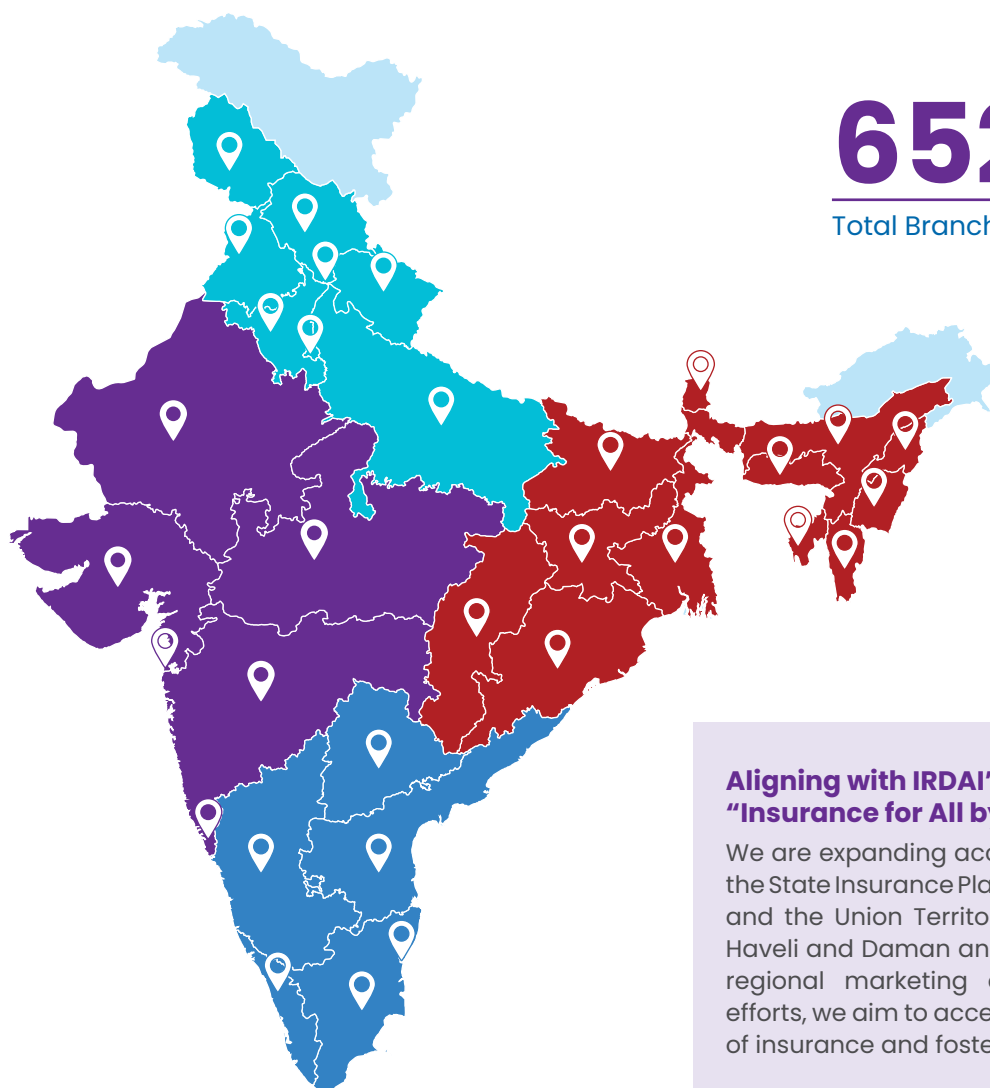 652
Total Branch
Aligning with IRDAI’
“Insurance for All by
We are expanding acc
the State Insurance Pla
and the Union Territo
Haveli and Daman an
regional marketing
efforts, we aim to acce
of insurance and foste